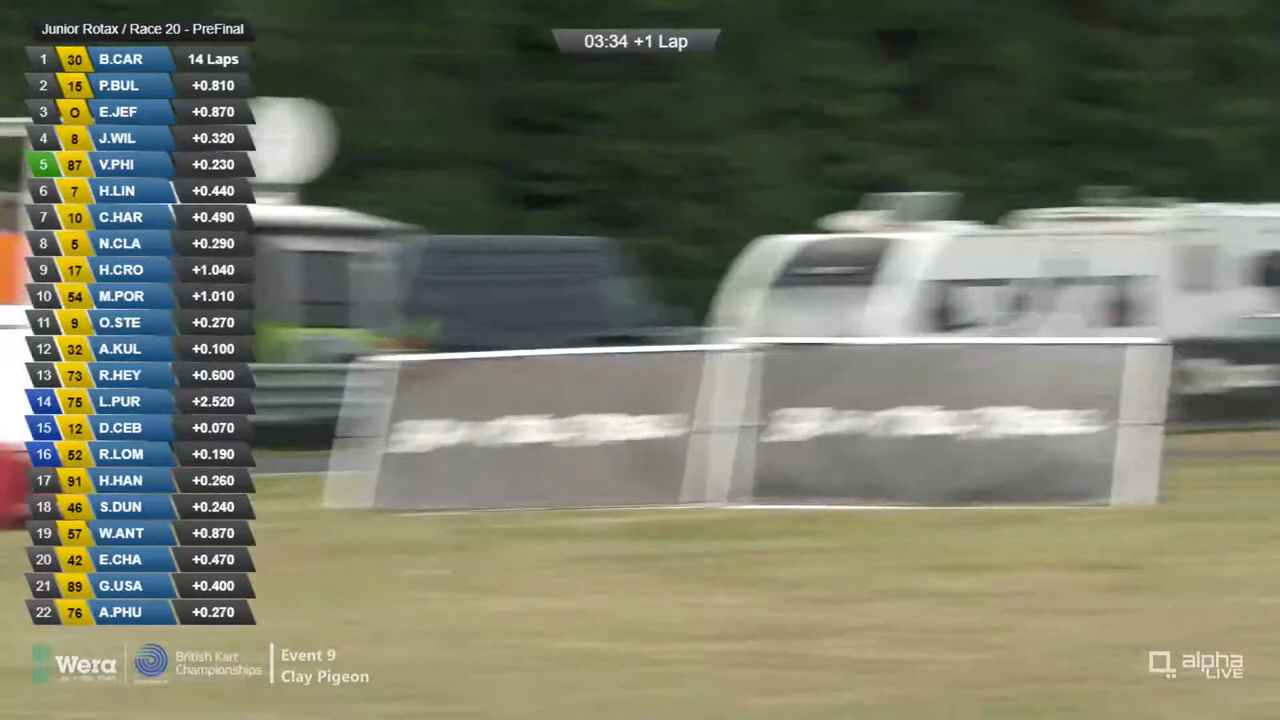 Junior Rotax / Race 20 - PreFinal
03:34 +1 Lap
1 30 B.CAR 14 Laps
2 15 P.BUL +0.810
3 O E.JEF +0.870
4 8 J.WIL +0.320
5 87 V.PHI +0.230
6 7 H.LIN +0.440
7 10 C.HAR +0.490
8 5 N.CLA +0.290
9 17 H.CRO +1.040
10 54 M.POR +1.010
11 9 O.STE +0.270
12 32 A.KUL +0.100
13 73 R.HEY +0.600
14 75 L.PUR +2.520
15 12 D.CEB +0.070
16 52 R.LOM +0.190
17 91 H.HAN +0.260
18 46 S.DUN +0.240
19 57 W.ANT +0.870
20 42 E.CHA +0.470
21 89 G.USA +0.400
22 76 A.PHU +0.270
Wera
British Kart
Championships
Event 9
Clay Pigeon
alpha
LIVE